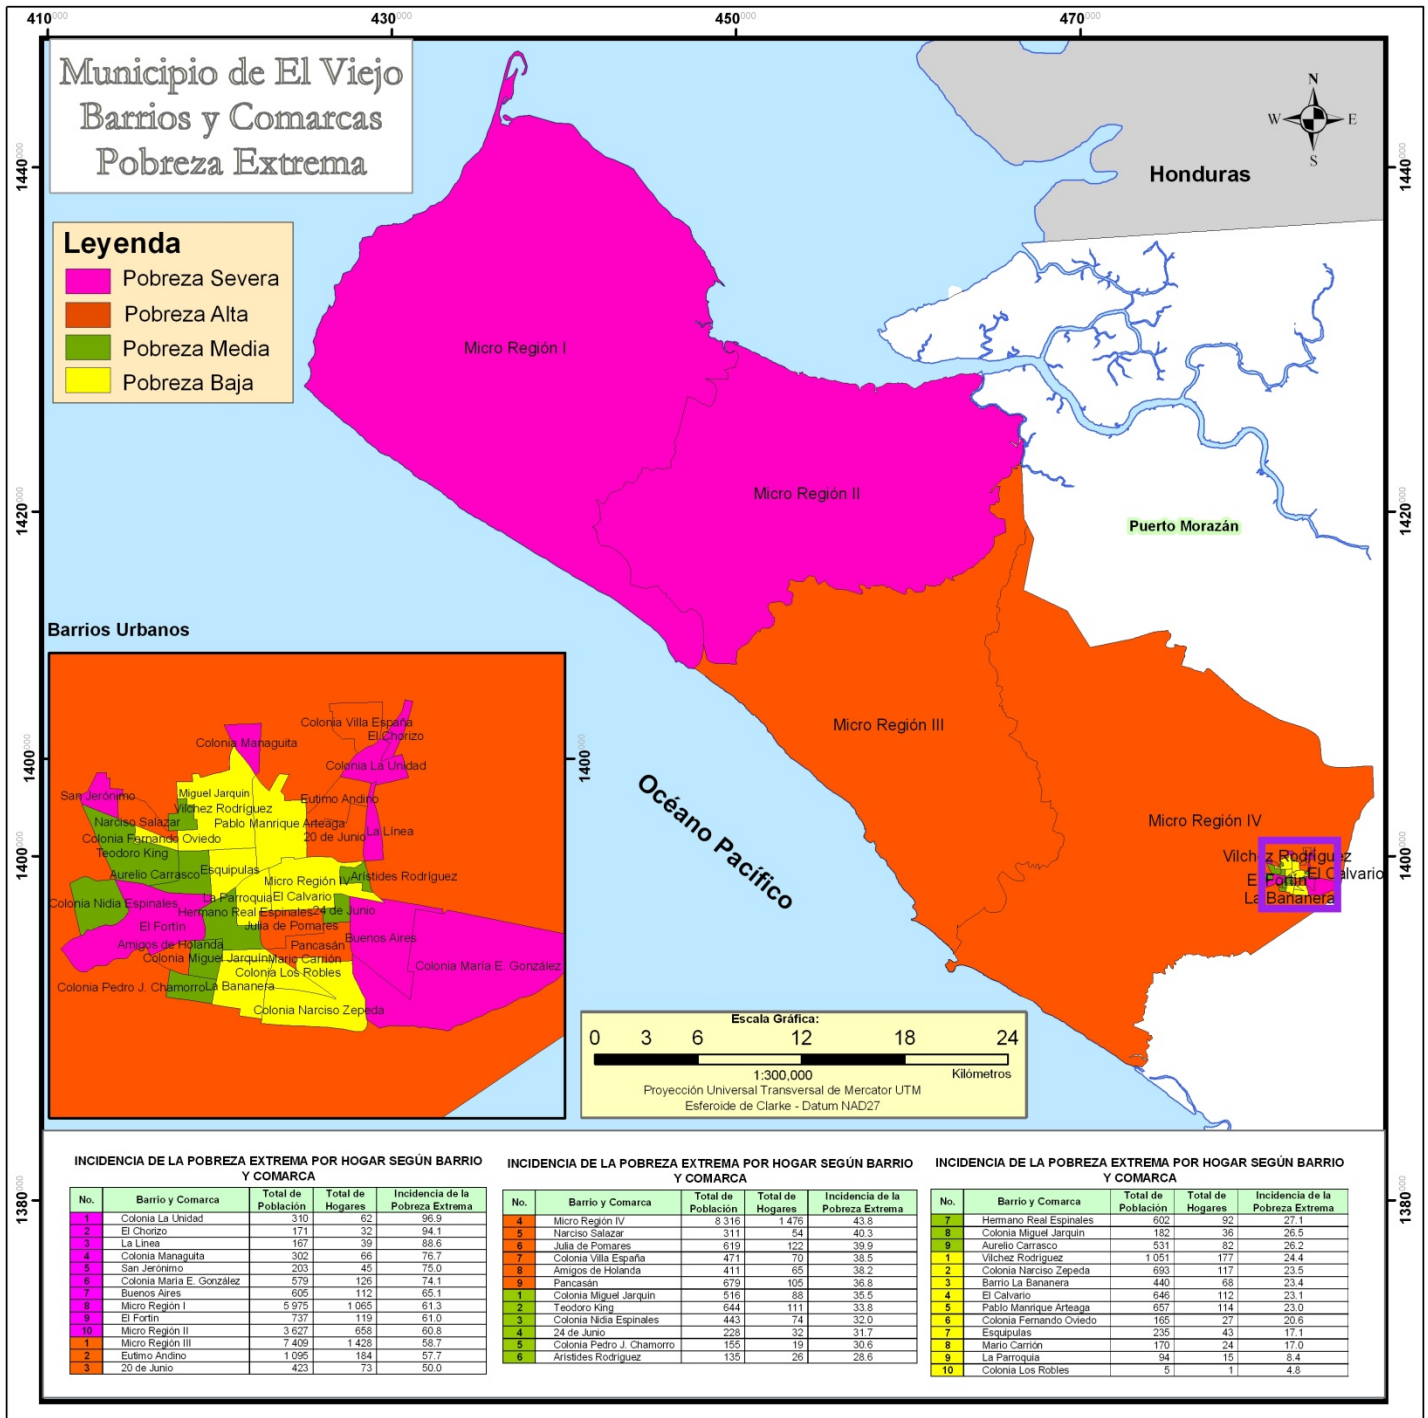 410000 430000 450000 470000
Municipio de El Viejo
Barrios y Comarcas
Pobreza Extrema
N
W E
S
1440000
1440000
Honduras
Leyenda
Pobreza Severa
Pobreza Alta
Pobreza Media
Pobreza Baja
Micro Región I
Micro Región II
1420000
1420000
Puerto Morazán
Barrios Urbanos
Micro Región III
Océano Pacífico
Micro Región IV
1400000
1400000
1400000
1400000
Vilchez Rodríguez
El Calvario
El Fortín
La Bananera
Colonia Villa España
El Chorizo
Colonia Managuita
Colonia La Unidad
San Jerónimo
Miguel Jarquin
Eutimo Andino
Vilchez Rodríguez
Narciso Salazar
Pablo Manrique Arteaga
La Línea
Colonia Fernando Oviedo
20 de Junio
Teodoro King
Esquipulas
Aurelio Carrasco
Micro Región IV
Arístides Rodríguez
La Parroquia
El Calvario
Colonia Nidia Espinales
Hermano Real Espinales
24 de Junio
El Fortín
Julia de Pomares
Buenos Aires
Amigos de Holanda
Pancasán
Colonia Miguel Jarquín
Mario Carrión
Colonia María E. González
Colonia Los Robles
Colonia Pedro J. Chamorro
La Bananera
Colonia Narciso Zepeda
Escala Gráfica:
0 3 6 12 18 24
1:300,000 Kilómetros
Proyección Universal Transversal de Mercator UTM
Esferoide de Clarke - Datum NAD27
1380000
1380000
INCIDENCIA DE LA POBREZA EXTREMA POR HOGAR SEGÚN BARRIO
Y COMARCA
No. Barrio y Comarca Total de Población Total de Hogares Incidencia de la Pobreza Extrema
1 Colonia La Unidad 310 62 96.9
2 El Chorizo 171 32 94.1
3 La Linea 167 39 88.6
4 Colonia Managuita 302 66 76.7
5 San Jerónimo 203 45 75.0
6 Colonia Maria E. González 579 126 74.1
7 Buenos Aires 605 112 65.1
8 Micro Región I 5 975 1 065 61.3
9 El Fortin 737 119 61.0
10 Micro Región II 3 627 658 60.8
1 Micro Región III 7 409 1 428 58.7
2 Eutimo Andino 1 095 184 57.7
3 20 de Junio 423 73 50.0
INCIDENCIA DE LA POBREZA EXTREMA POR HOGAR SEGÚN BARRIO
Y COMARCA
No. Barrio y Comarca Total de Población Total de Hogares Incidencia de la Pobreza Extrema
4 Micro Región IV 8 316 1 476 43.8
5 Narciso Salazar 311 54 40.3
6 Julia de Pomares 619 122 39.9
7 Colonia Villa España 471 70 38.5
8 Amigos de Holanda 411 65 38.2
9 Pancasán 679 105 36.8
1 Colonia Miguel Jarquin 516 88 35.5
2 Teodoro King 644 111 33.8
3 Colonia Nidia Espinales 443 74 32.0
4 24 de Junio 228 32 31.7
5 Colonia Pedro J. Chamorro 155 19 30.6
6 Aristides Rodriguez 135 26 28.6
INCIDENCIA DE LA POBREZA EXTREMA POR HOGAR SEGÚN BARRIO
Y COMARCA
No. Barrio y Comarca Total de Población Total de Hogares Incidencia de la Pobreza Extrema
7 Hermano Real Espinales 602 92 27.1
8 Colonia Miguel Jarquin 182 36 26.5
9 Aurelio Carrasco 531 82 26.2
1 Vilchez Rodriguez 1 051 177 24.4
2 Colonia Narciso Zepeda 693 117 23.5
3 Barrio La Bananera 440 68 23.4
4 El Calvario 646 112 23.1
5 Pablo Manrique Arteaga 657 114 23.0
6 Colonia Fernando Oviedo 165 27 20.6
7 Esquipulas 235 43 17.1
8 Mario Carrión 170 24 17.0
9 La Parroquia 94 15 8.4
10 Colonia Los Robles 5 1 4.8